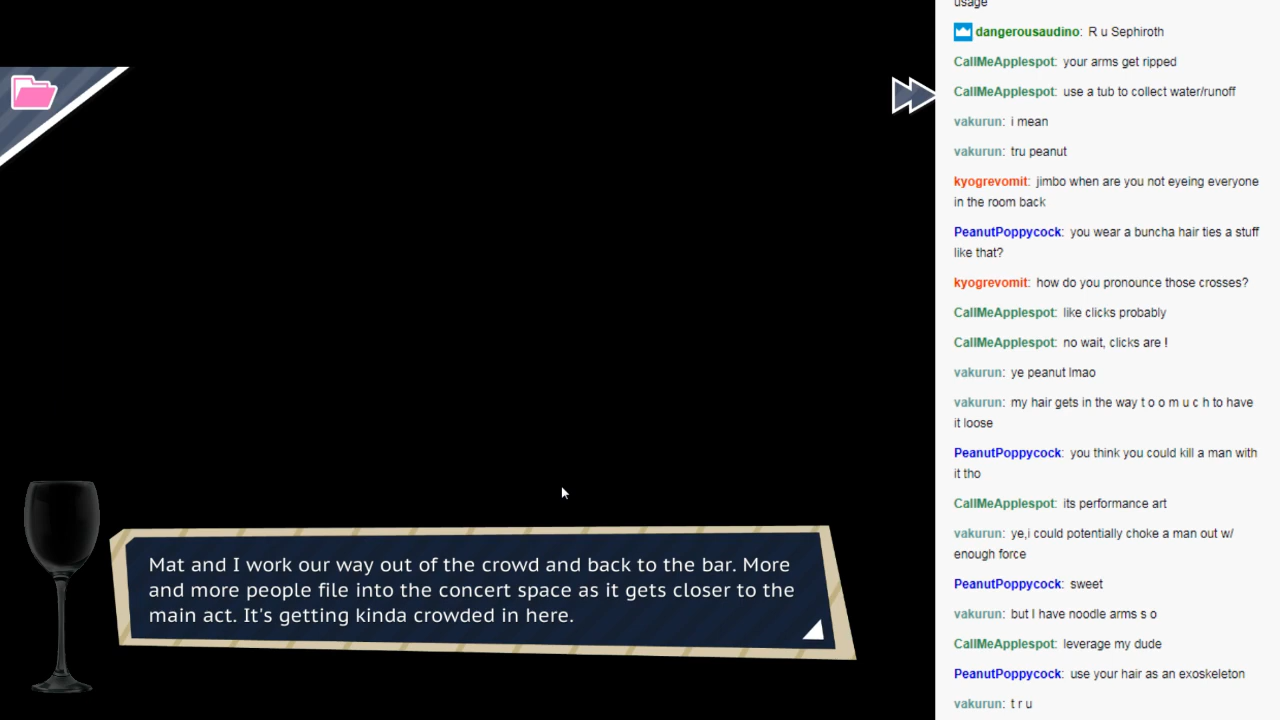 usage
dangerousaudino: R u Sephiroth
CallMeApplespot: your arms get ripped
CallMeApplespot: use a tub to collect water/runoff
vakurun: i mean
vakurun: tru peanut
kyogrevomit: jimbo when are you not eyeing everyone
in the room back
PeanutPoppycock: you wear a buncha hair ties a stuff
like that?
kyogrevomit: how do you pronounce those crosses?
CallMeApplespot: like clicks probably
CallMeApplespot: no wait, clicks are !
vakurun: ye peanut lmao
vakurun: my hair gets in the way t o o m u c h to have
it loose
PeanutPoppycock: you think you could kill a man with
it tho
CallMeApplespot: its performance art
vakurun: ye,i could potentially choke a man out w/
enough force
PeanutPoppycock: sweet
vakurun: but I have noodle arms s o
CallMeApplespot: leverage my dude
PeanutPoppycock: use your hair as an exoskeleton
vakurun: t r u
Mat and I work our way out of the crowd and back to the bar. More
and more people file into the concert space as it gets closer to the
main act. It's getting kinda crowded in here.